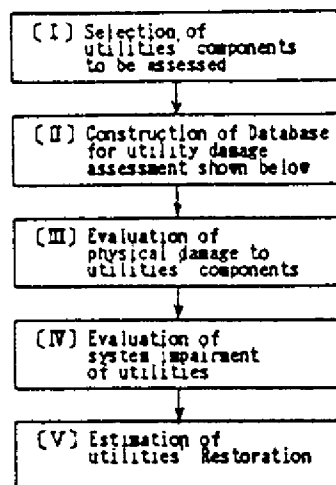 (I) Selection of
utilities' components
to be assessed
(II) Construction of Database
for utility damage
assessment shown below
(III) Evaluation of
physical damage to
utilities' components
(IV) Evaluation of
system impairment
of utilities
(V) Estimation of
utilities' Restoration